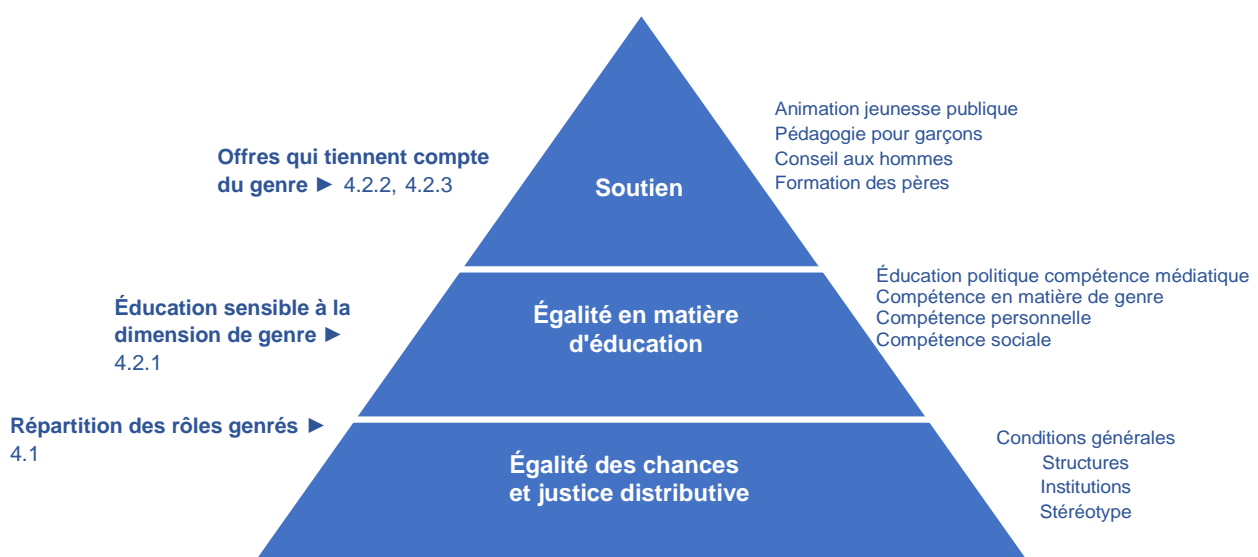 Animation jeunesse publique
Pédagogie pour garçons
Conseil aux hommes
Formation des pères
Offres qui tiennent compte
du genre ► 4.2.2, 4.2.3
Soutien
Éducation politique compétence médiatique
Compétence en matière de genre
Compétence personnelle
Compétence sociale
Éducation sensible à la
dimension de genre ►
4.2.1
Égalité en matière
d'éducation
Répartition des rôles genrés ►
4.1
Conditions générales
Structures
Institutions
Stéréotype
Égalité des chances
et justice distributive